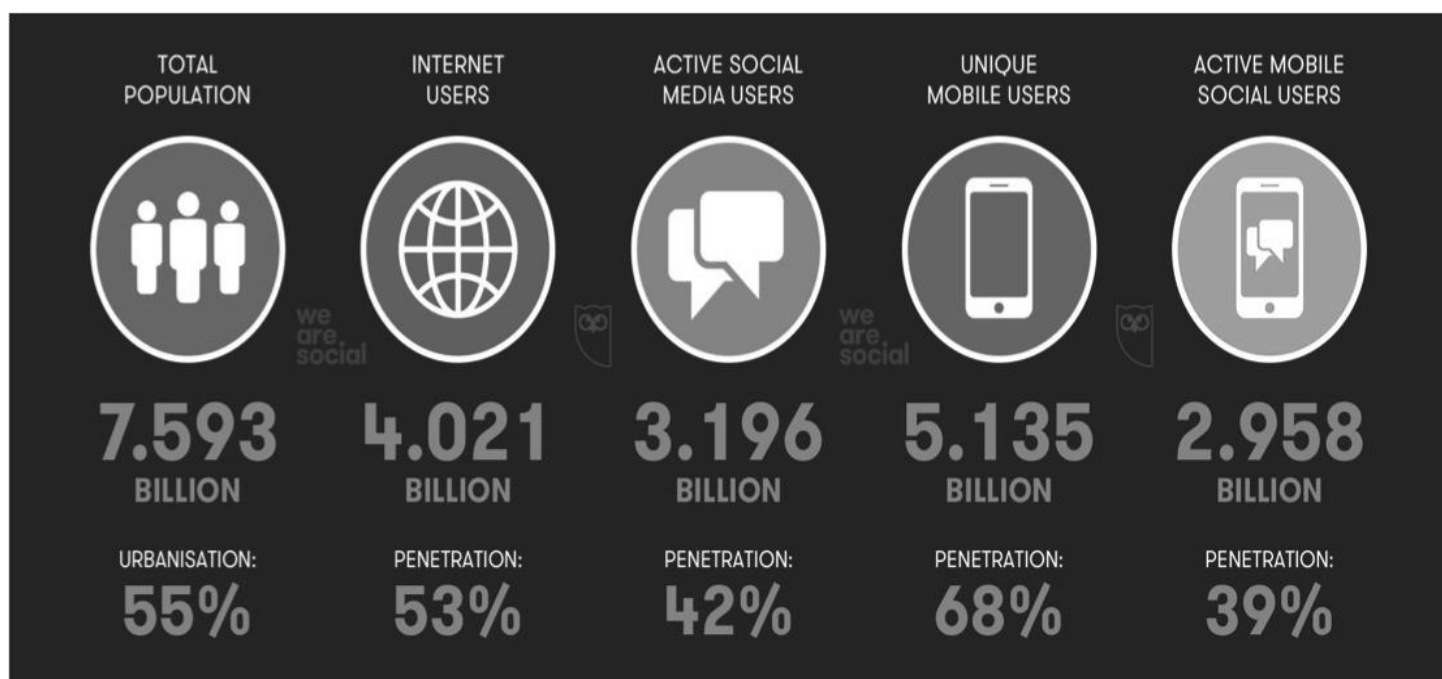 TOTAL
POPULATION
INTERNET
USERS
ACTIVE SOCIAL
MEDIA USERS
UNIQUE
MOBILE USERS
ACTIVE MOBILE
SOCIAL USERS
we
are.
social
we
are.
social
7.593
BILLION
4.021
BILLION
3.196
BILLION
5.135
BILLION
2.958
BILLION
URBANISATION:
55%
PENETRATION:
53%
PENETRATION:
42%
PENETRATION:
68%
PENETRATION:
39%